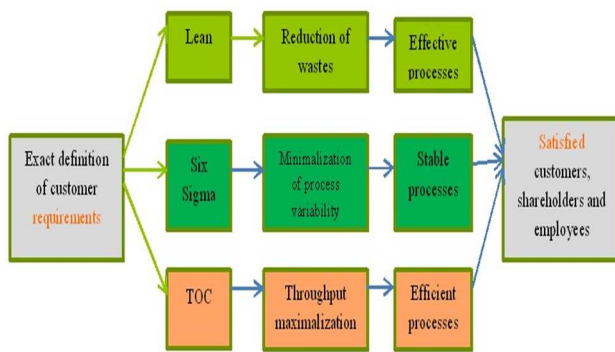 Lean
Reduction of
wastes
Effective
processes
Exact definition
of customer
requirements
Six
Sigma
Minimalization
of process
variability
Stable
processes
Satisfied
customers,
shareholders and
employees
TOC
Throughput
maximalization
Efficient
processes